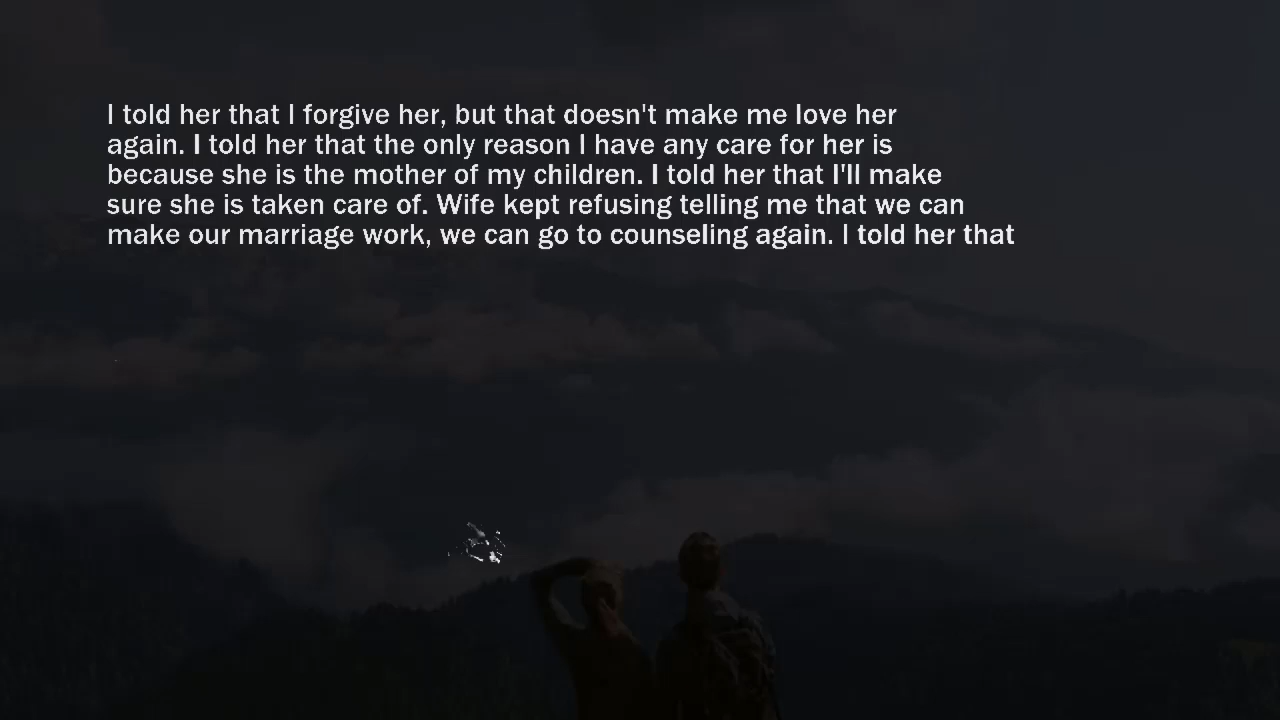 I told her that I forgive her, but that doesn't make me love her
again. I told her that the only reason I have any care for her is
because she is the mother of my children. I told her that I'll make
sure she is taken care of. Wife kept refusing telling me that we can
make our marriage work, we can go to counseling again. I told her that